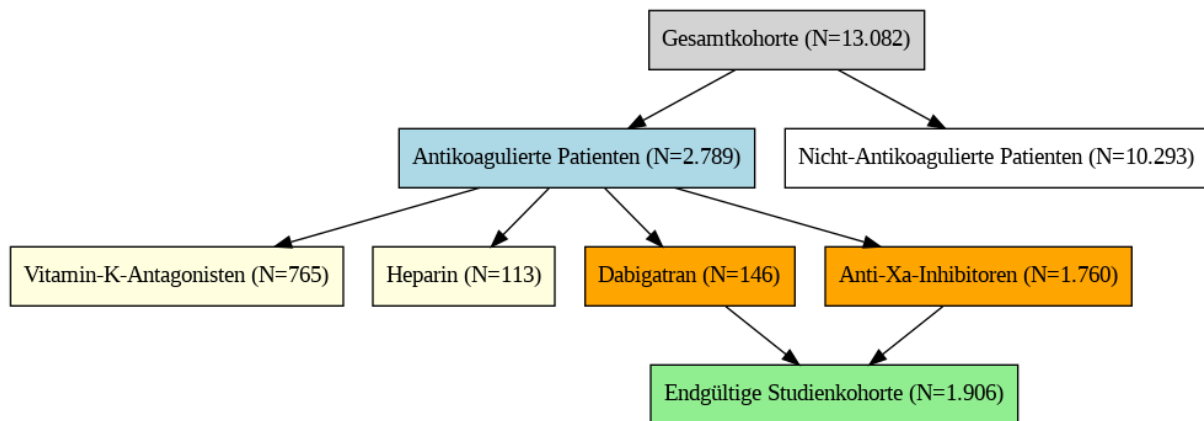 Gesamtkohorte (N=13.082)
Antikoagulierte Patienten (N=2.789)
Nicht-Antikoagulierte Patienten (N=10.293)
Vitamin-K-Antagonisten (N=765)
Heparin (N=113)
Dabigatran (N=146)
Anti-Xa-Inhibitoren (N=1.760)
Endgültige Studienkohorte (N=1.906)